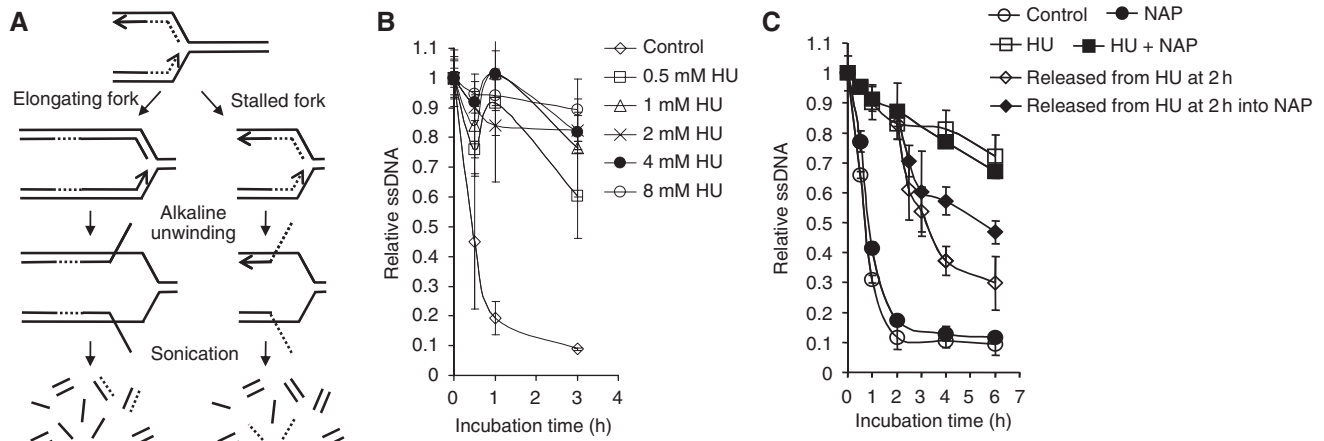 A
Elongating fork
Stalled fork
Alkaline
unwinding
Sonication
B
Relative ssDNA
1.1
1
0.9
0.8
0.7
0.6
0.5
0.4
0.3
0.2
0.1
0
0 1 2 3 4
Incubation time (h)
Control
0.5 mM HU
1 mM HU
2 mM HU
4 mM HU
8 mM HU
C
Relative ssDNA
1.1
1
0.9
0.8
0.7
0.6
0.5
0.4
0.3
0.2
0.1
0
0 1 2 3 4 5 6 7
Incubation time (h)
Control NAP
HU HU + NAP
Released from HU at 2 h
Released from HU at 2 h into NAP